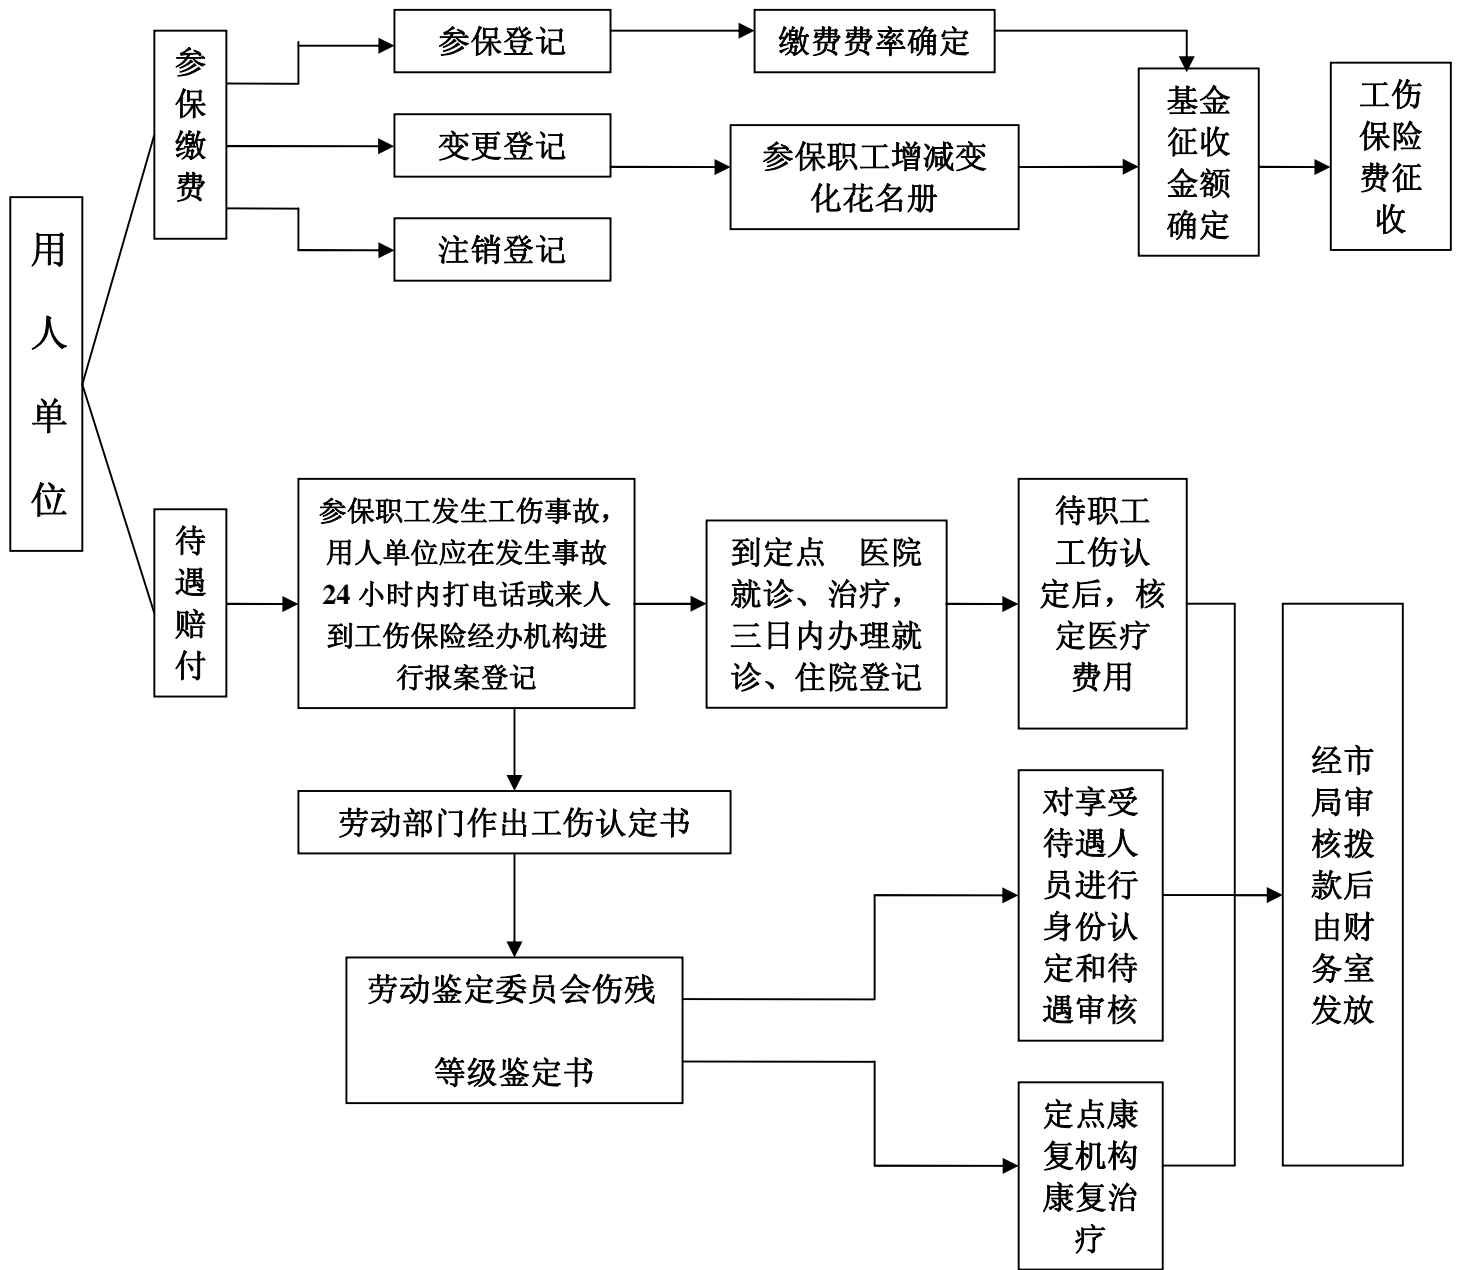 用
人
单
位
参
保
缴
费
参保登记
缴费费率确定
变更登记
参保职工增减变
化花名册
注销登记
基金
征收
金额
确定
工伤
保险
费征
收
待
遇
赔
付
参保职工发生工伤事故，
用人单位应在发生事故
24 小时内打电话或来人
到工伤保险经办机构进
行报案登记
到定点　医院
就诊、治疗，
三日内办理就
诊、住院登记
待职工
工伤认
定后，核
定医疗
费用
劳动部门作出工伤认定书
劳动鉴定委员会伤残
等级鉴定书
对享受
待遇人
员进行
身份认
定和待
遇审核
定点康
复机构
康复治
疗
经市
局审
核拨
款后
由财
务室
发放